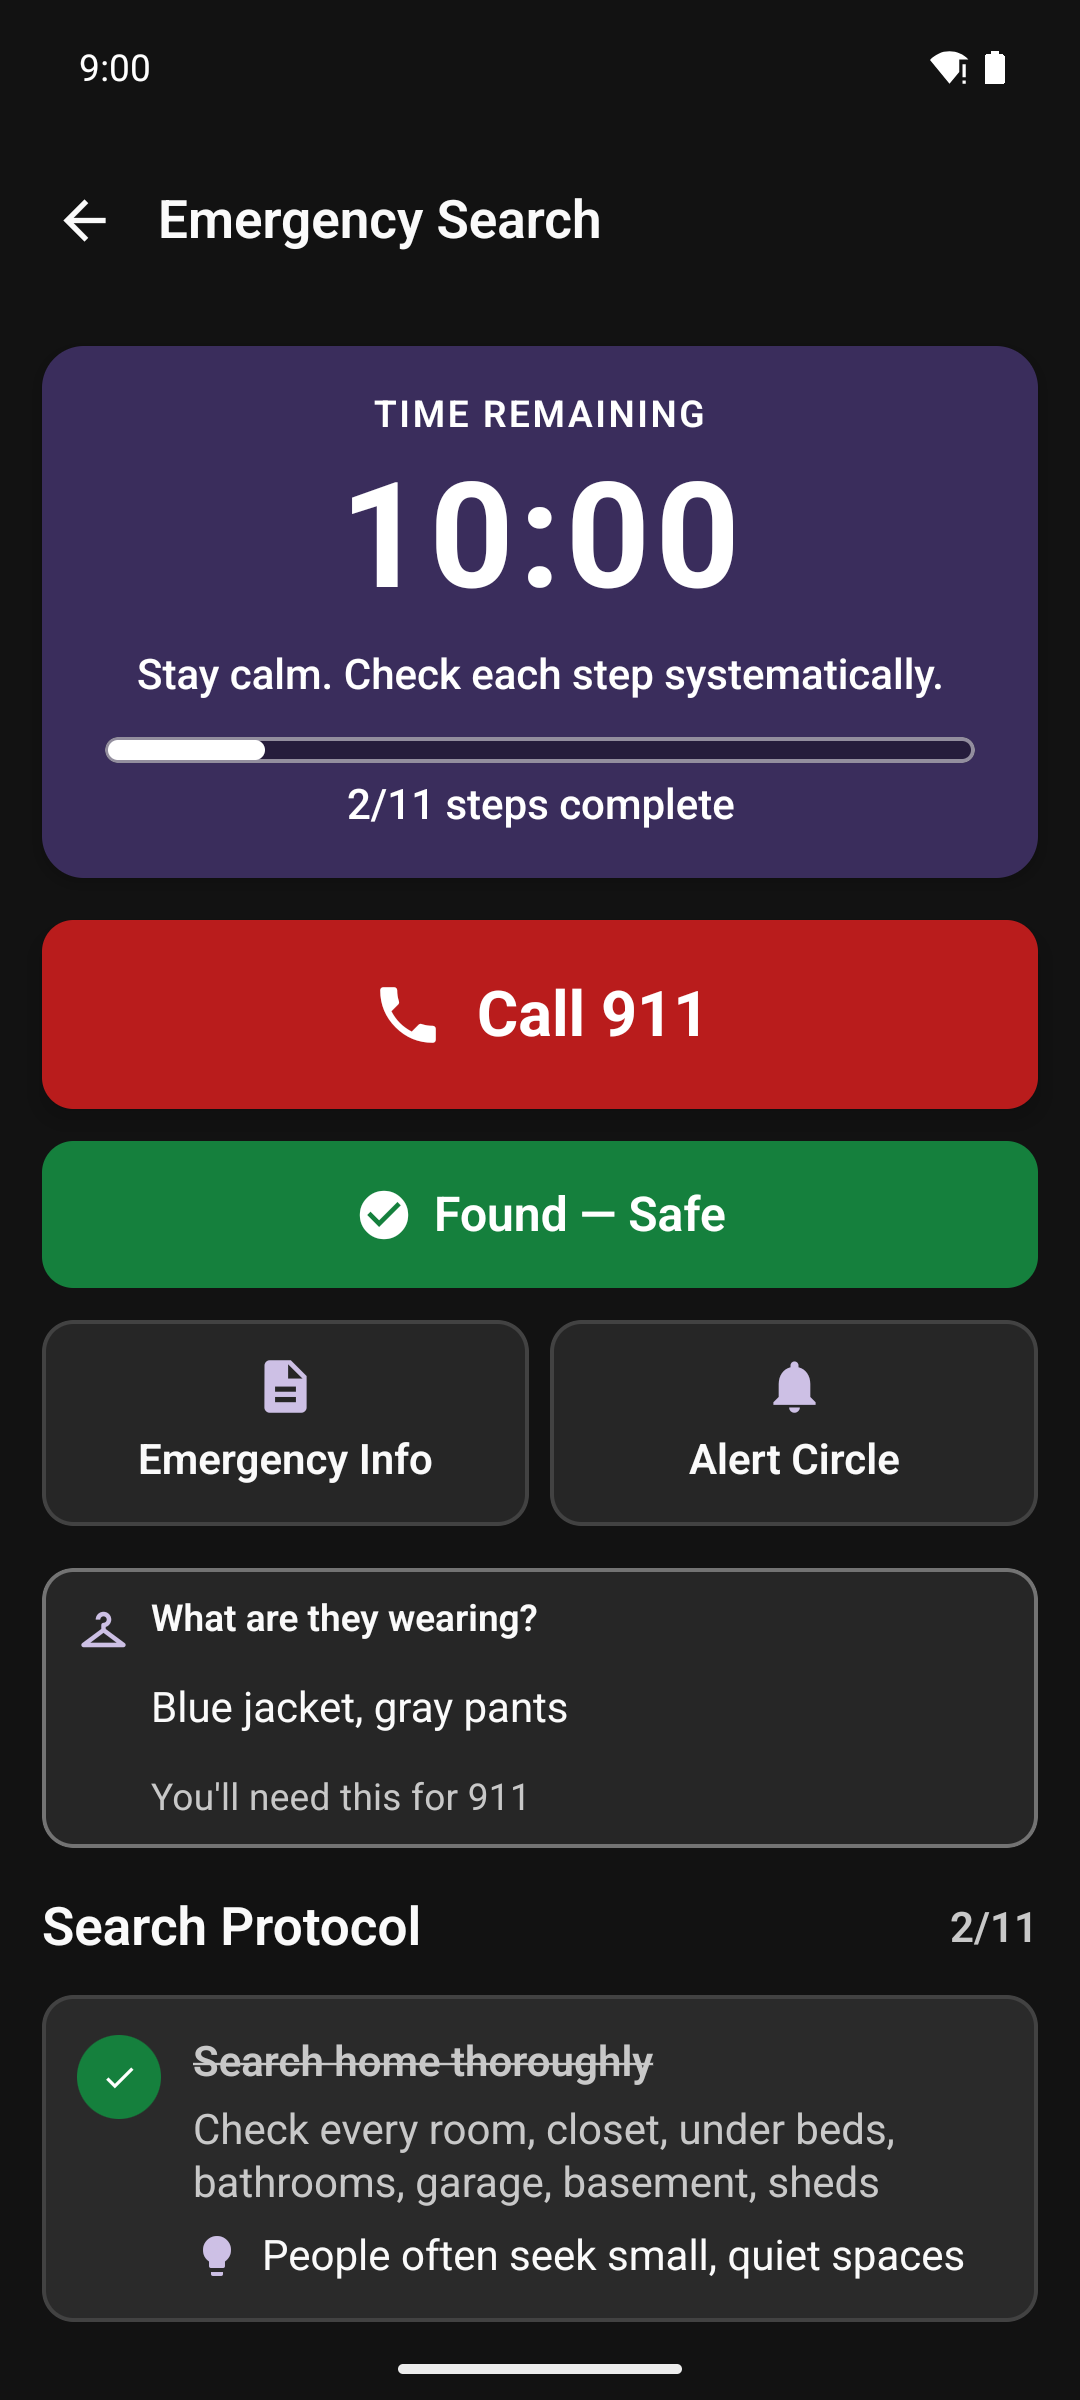 9:00
Emergency Search
TIME REMAINING
10:00
Stay calm. Check each step systematically.
2/11 steps complete
Call 911
Found — Safe
Emergency Info
Alert Circle
What are they wearing?
Blue jacket, gray pants
You'll need this for 911
Search Protocol
2/11
Search home thoroughly
Check every room, closet, under beds,
bathrooms, garage, basement, sheds
People often seek small, quiet spaces